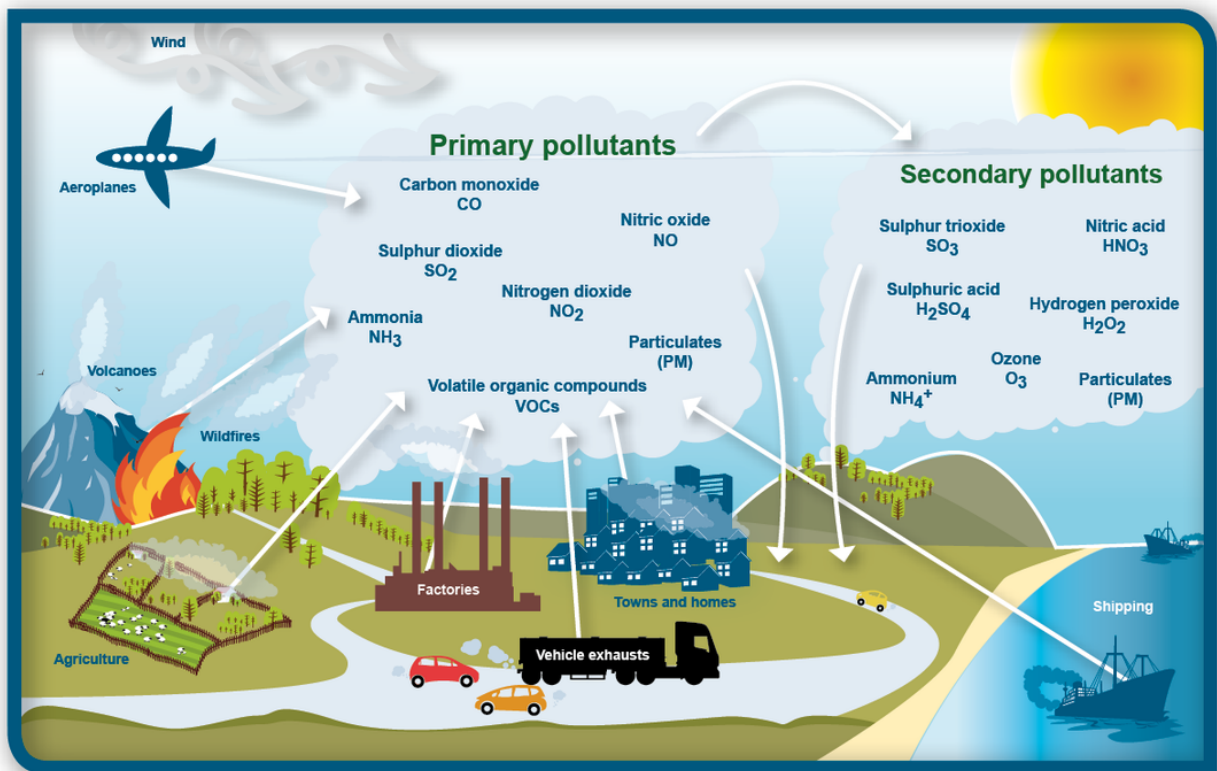 Wind
Aeroplanes
Primary pollutants
Carbon monoxide
CO
Nitric oxide
NO
Sulphur dioxide
SO₂
Nitrogen dioxide
NO₂
Ammonia
NH₃
Particulates
(PM)
Volatile organic compounds
VOCs
Secondary pollutants
Sulphur trioxide
SO₃
Nitric acid
HNO₃
Sulphuric acid
H₂SO₄
Hydrogen peroxide
H₂O₂
Ozone
O₃
Ammonium
NH₄⁺
Particulates
(PM)
Volcanoes
Wildfires
Agriculture
Factories
Towns and homes
Vehicle exhausts
Shipping